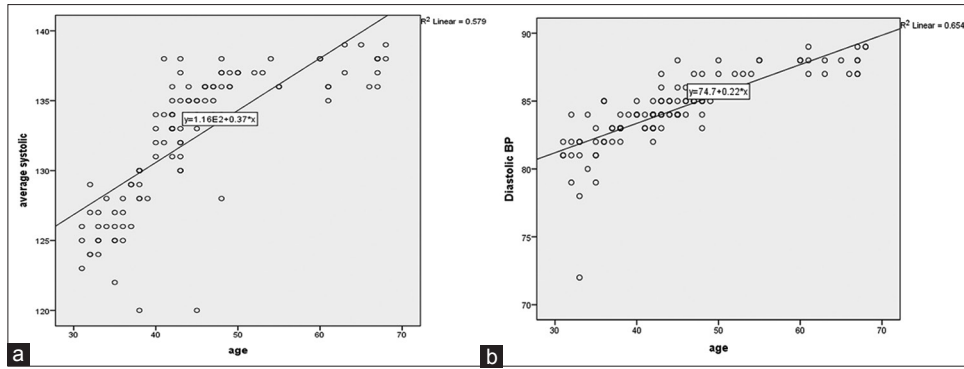 R² Linear = 0.579
140
135
130
125
120
average systolic
y=1.16E2+0.37*x
30 40 50 60 70
age
a
R² Linear = 0.654
90
85
80
75
70
Diastolic BP
y=74.7+0.22*x
30 40 50 60 70
age
b